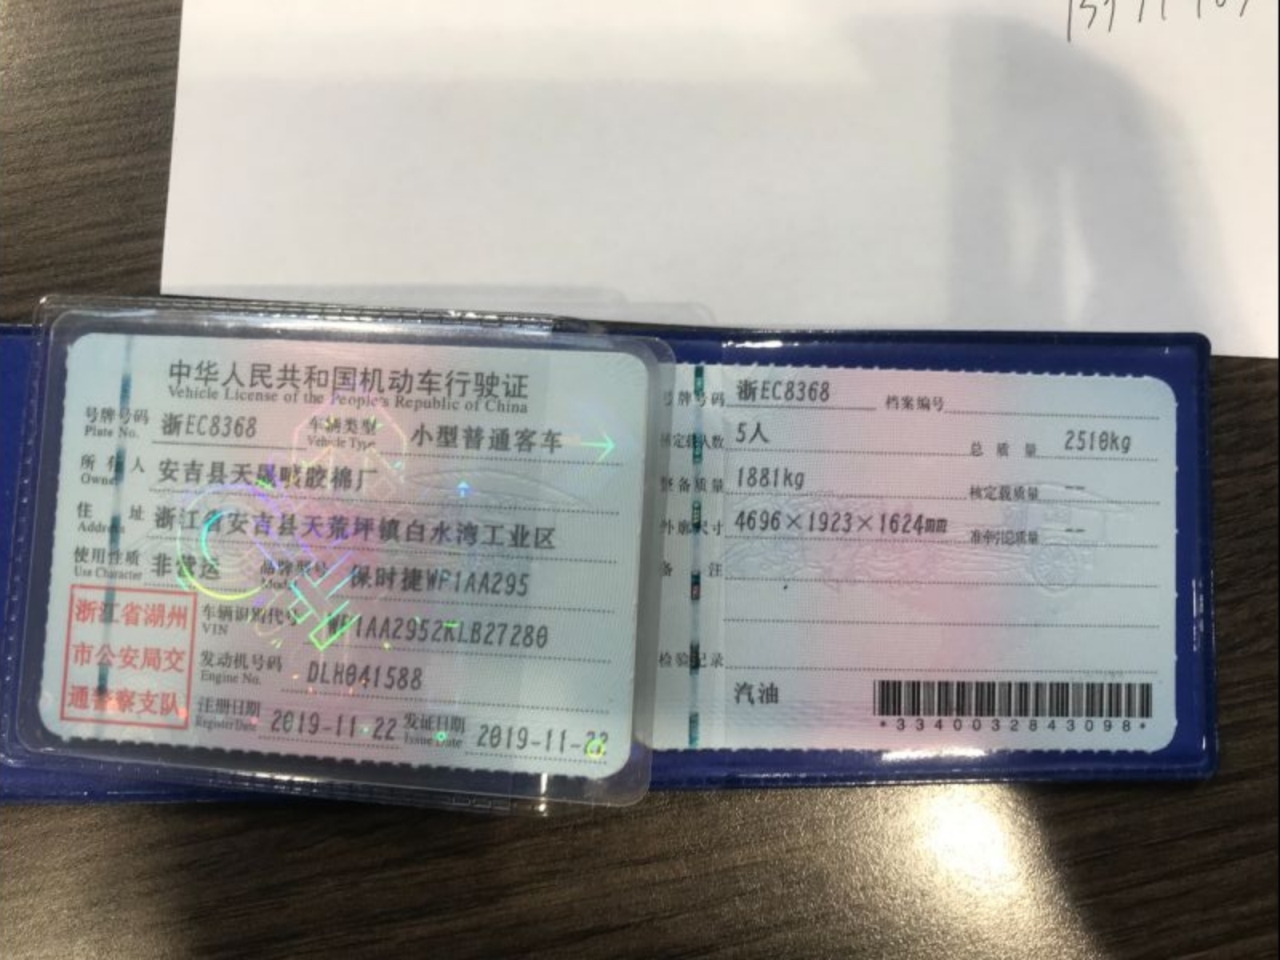 中华人民共和国机动车行驶证
Vehicle License of the People's Republic of China
号牌号码 浙EC8368 车辆类型 小型普通客车
Plate No. Vehicle Type
所有人 安吉县天 喷胶棉厂
Owner
住址 浙江省安吉县天荒坪镇白水湾工业区
Address
使用性质 非营运 品牌型号 保时捷WP1AA295
Use Character Model
浙江省湖州
市公安局交
通警察支队
车辆识别代号 WP1AA2952KLB27280
VIN
发动机号码 DLH041588
Engine No.
注册日期 2019-11-22 发证日期 2019-11-22
Register Date Issue Date
号牌号码 浙EC8368 档案编号
核定载人数 5人 总质量 2510kg
整备质量 1881kg 核定载质量 --
外廓尺寸 4696×1923×1624mm 准牵引总质量 --
备注
检验记录
汽油
*3340032843098*